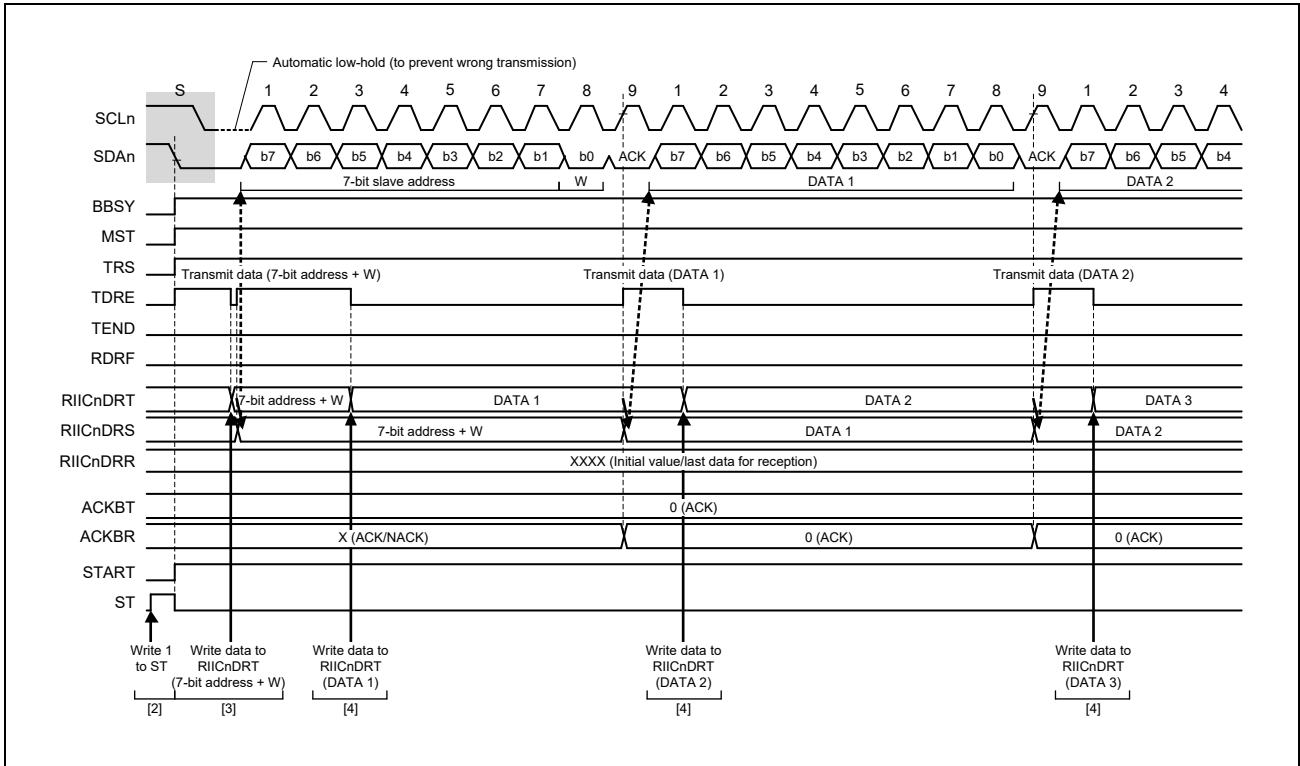 Automatic low-hold (to prevent wrong transmission)
S 1 2 3 4 5 6 7 8 9 1 2 3 4 5 6 7 8 9 1 2 3 4
SCLn
SDAn b7 b6 b5 b4 b3 b2 b1 b0 ACK b7 b6 b5 b4 b3 b2 b1 b0 ACK b7 b6 b5 b4
7-bit slave address W DATA 1 DATA 2
BBSY
MST
TRS
Transmit data (7-bit address + W) Transmit data (DATA 1) Transmit data (DATA 2)
TDRE
TEND
RDRF
RIICnDRT 7-bit address + W DATA 1 DATA 2 DATA 3
RIICnDRS 7-bit address + W DATA 1 DATA 2
RIICnDRR XXXX (Initial value/last data for reception)
ACKBT 0 (ACK)
ACKBR X (ACK/NACK) 0 (ACK) 0 (ACK)
START
ST
Write 1 Write data to Write data to Write data to Write data to
to ST RIICnDRT RIICnDRT RIICnDRT RIICnDRT
(7-bit address + W) (DATA 1) (DATA 2) (DATA 3)
[2] [3] [4] [4] [4]